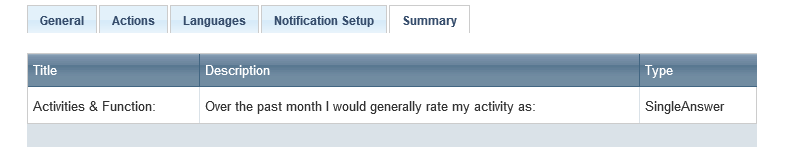 General Actions Languages Notification Setup Summary
Title Description Type
Activities & Function: Over the past month I would generally rate my activity as: SingleAnswer